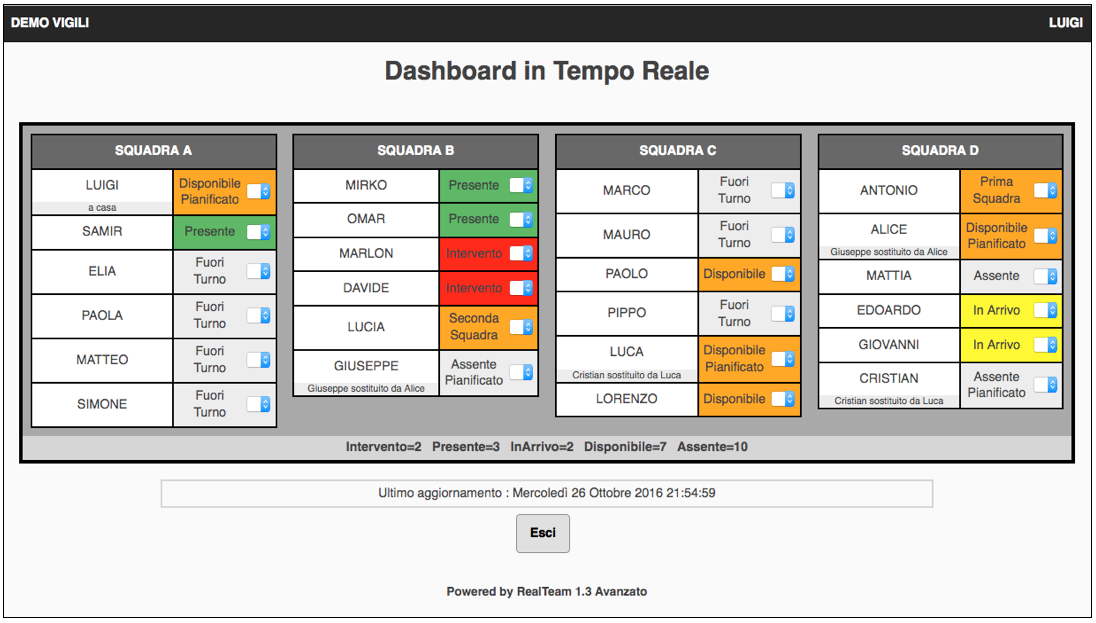 DEMO VIGILI
LUIGI
Dashboard in Tempo Reale
SQUADRA A
LUIGI
a casa
Disponibile
Pianificato
SAMIR
Presente
ELIA
Fuori
Turno
PAOLA
Fuori
Turno
MATTEO
Fuori
Turno
SIMONE
Fuori
Turno
SQUADRA B
MIRKO
Presente
OMAR
Presente
MARLON
Intervento
DAVIDE
Intervento
LUCIA
Seconda
Squadra
GIUSEPPE
Giuseppe sostituito da Alice
Assente
Pianificato
SQUADRA C
MARCO
Fuori
Turno
MAURO
Fuori
Turno
PAOLO
Disponibile
PIPPO
Fuori
Turno
LUCA
Cristian sostituito da Luca
Disponibile
Pianificato
LORENZO
Disponibile
SQUADRA D
ANTONIO
Prima
Squadra
ALICE
Giuseppe sostituito da Alice
Disponibile
Pianificato
MATTIA
Assente
EDOARDO
In Arrivo
GIOVANNI
In Arrivo
CRISTIAN
Cristian sostituito da Luca
Assente
Pianificato
Intervento=2 Presente=3 InArrivo=2 Disponibile=7 Assente=10
Ultimo aggiornamento : Mercoledì 26 Ottobre 2016 21:54:59
Esci
Powered by RealTeam 1.3 Avanzato